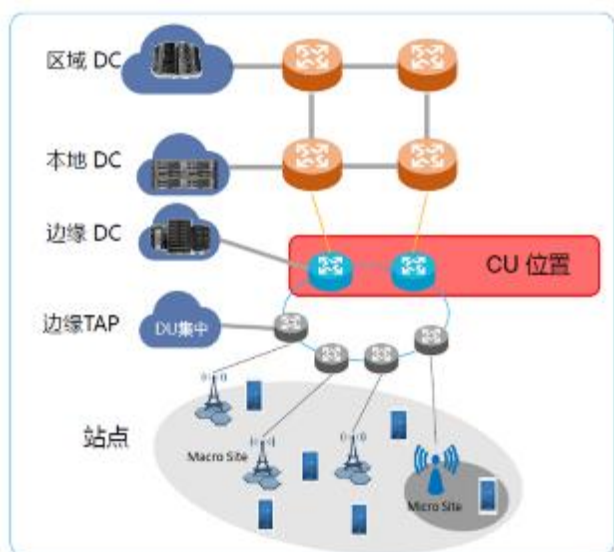 区域 DC
本地 DC
边缘 DC
CU 位置
边缘TAP
DU集中
站点
Macro Site
Micro Site